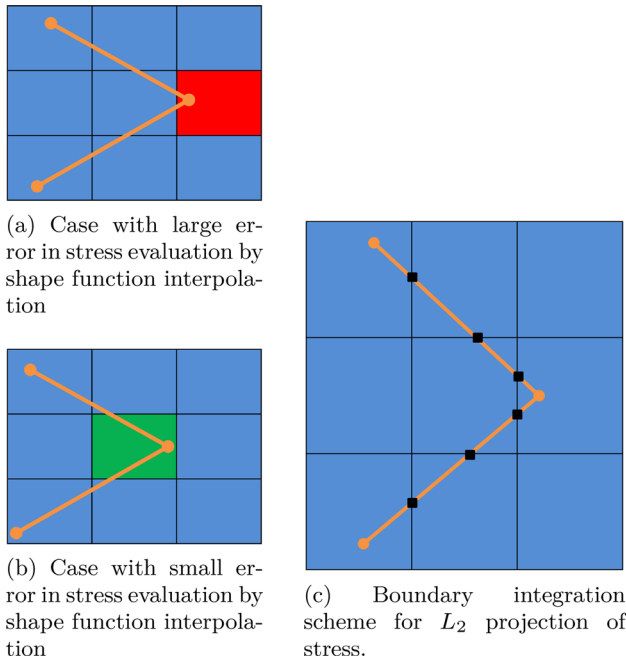 (a) Case with large er-
ror in stress evaluation by
shape function interpola-
tion
(b) Case with small er-
ror in stress evaluation by
shape function interpola-
tion
(c) Boundary integration
scheme for L₂ projection of
stress.